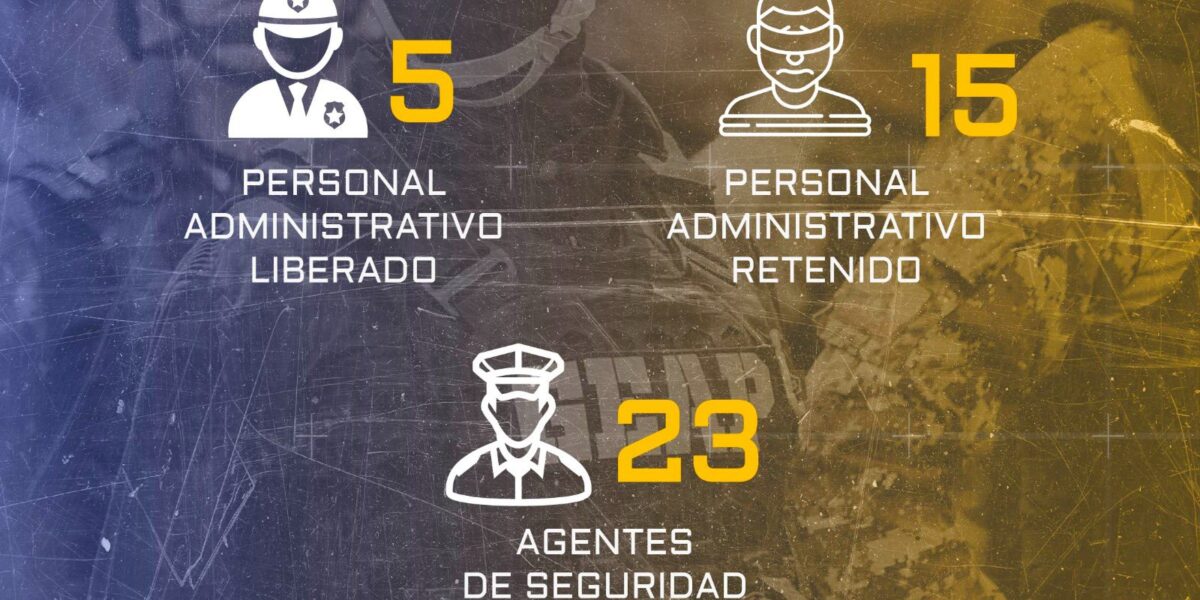 5
PERSONAL
ADMINISTRATIVO
LIBERADO
15
PERSONAL
ADMINISTRATIVO
RETENIDO
23
AGENTES
DE SEGURIDAD